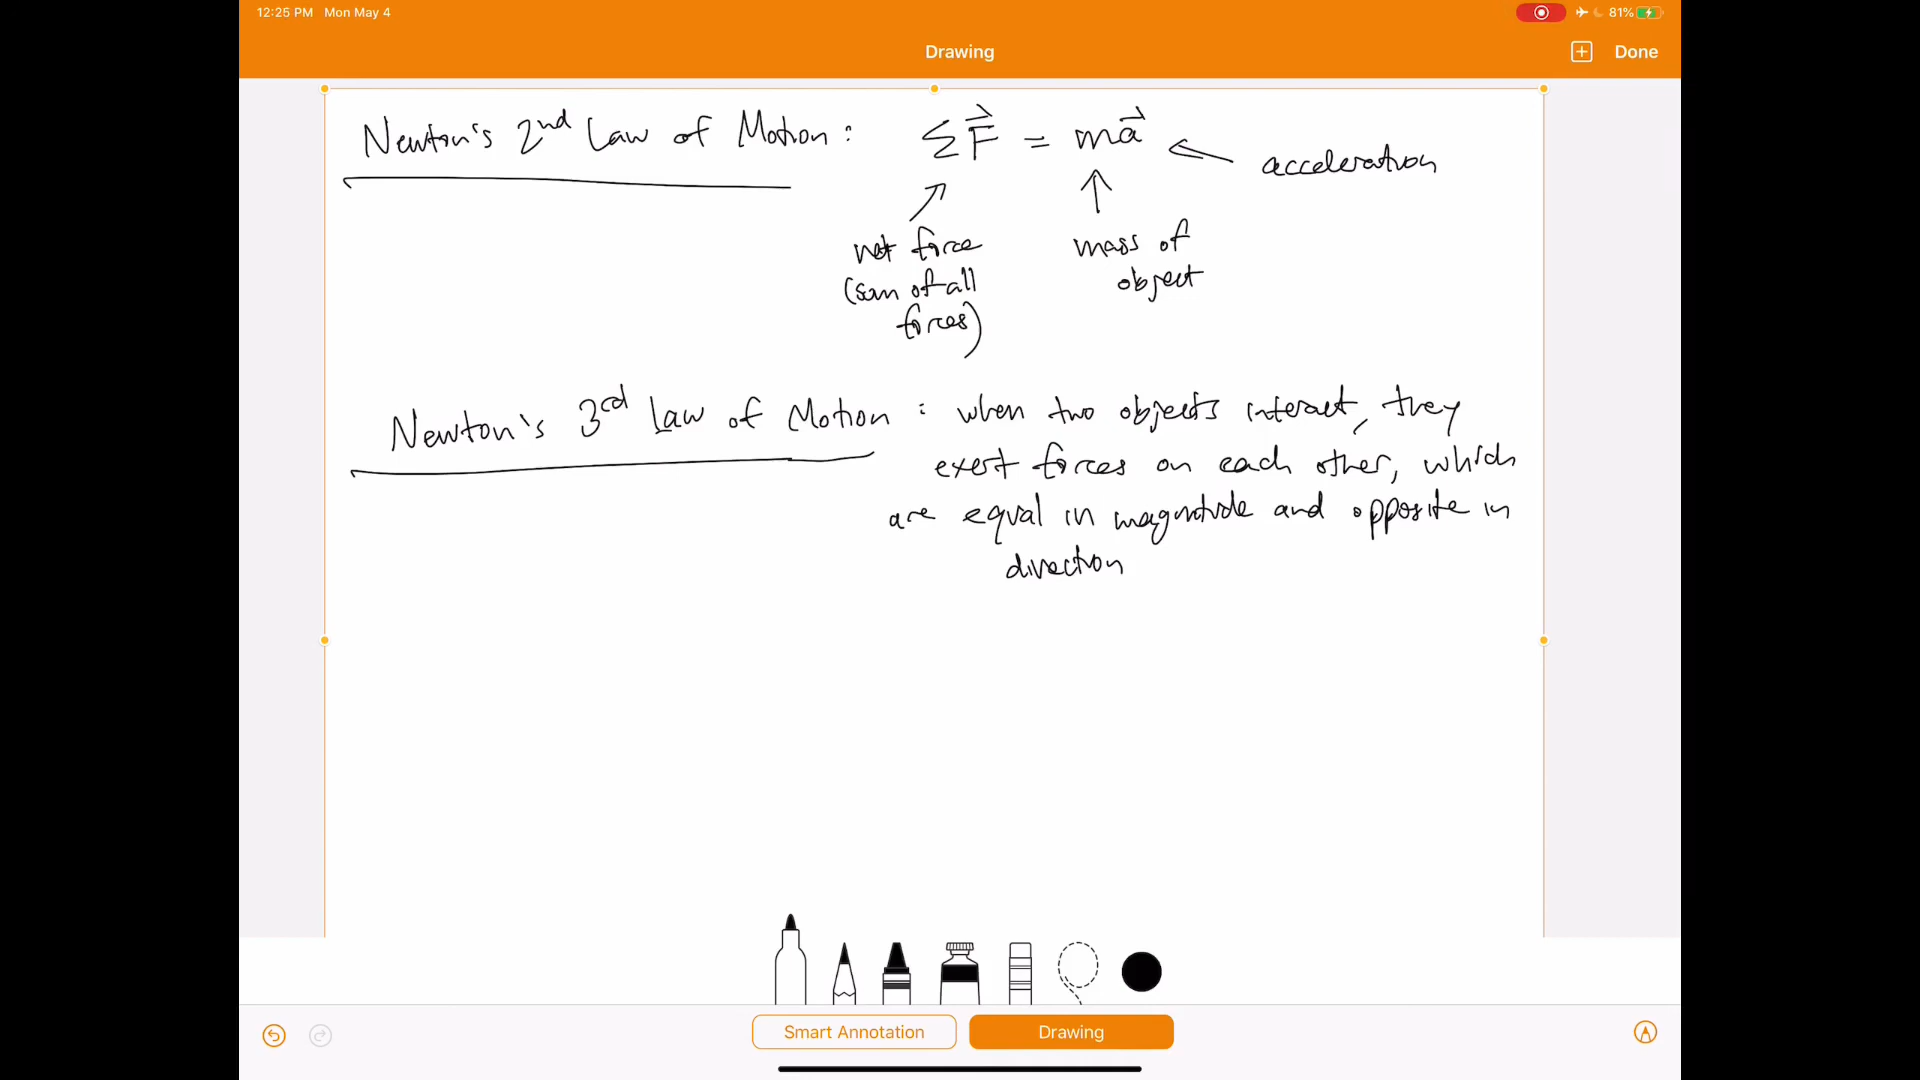 12:25 PM Mon May 4
81%
Drawing
Done
Newton's 2nd Law of Motion: ΣF⃗ = ma⃗
acceleration
net force
(sum of all
forces)
mass of
object
Newton's 3rd Law of Motion: when two objects interact, they
exert forces on each other, which
are equal in magnitude and opposite in
direction
Smart Annotation
Drawing